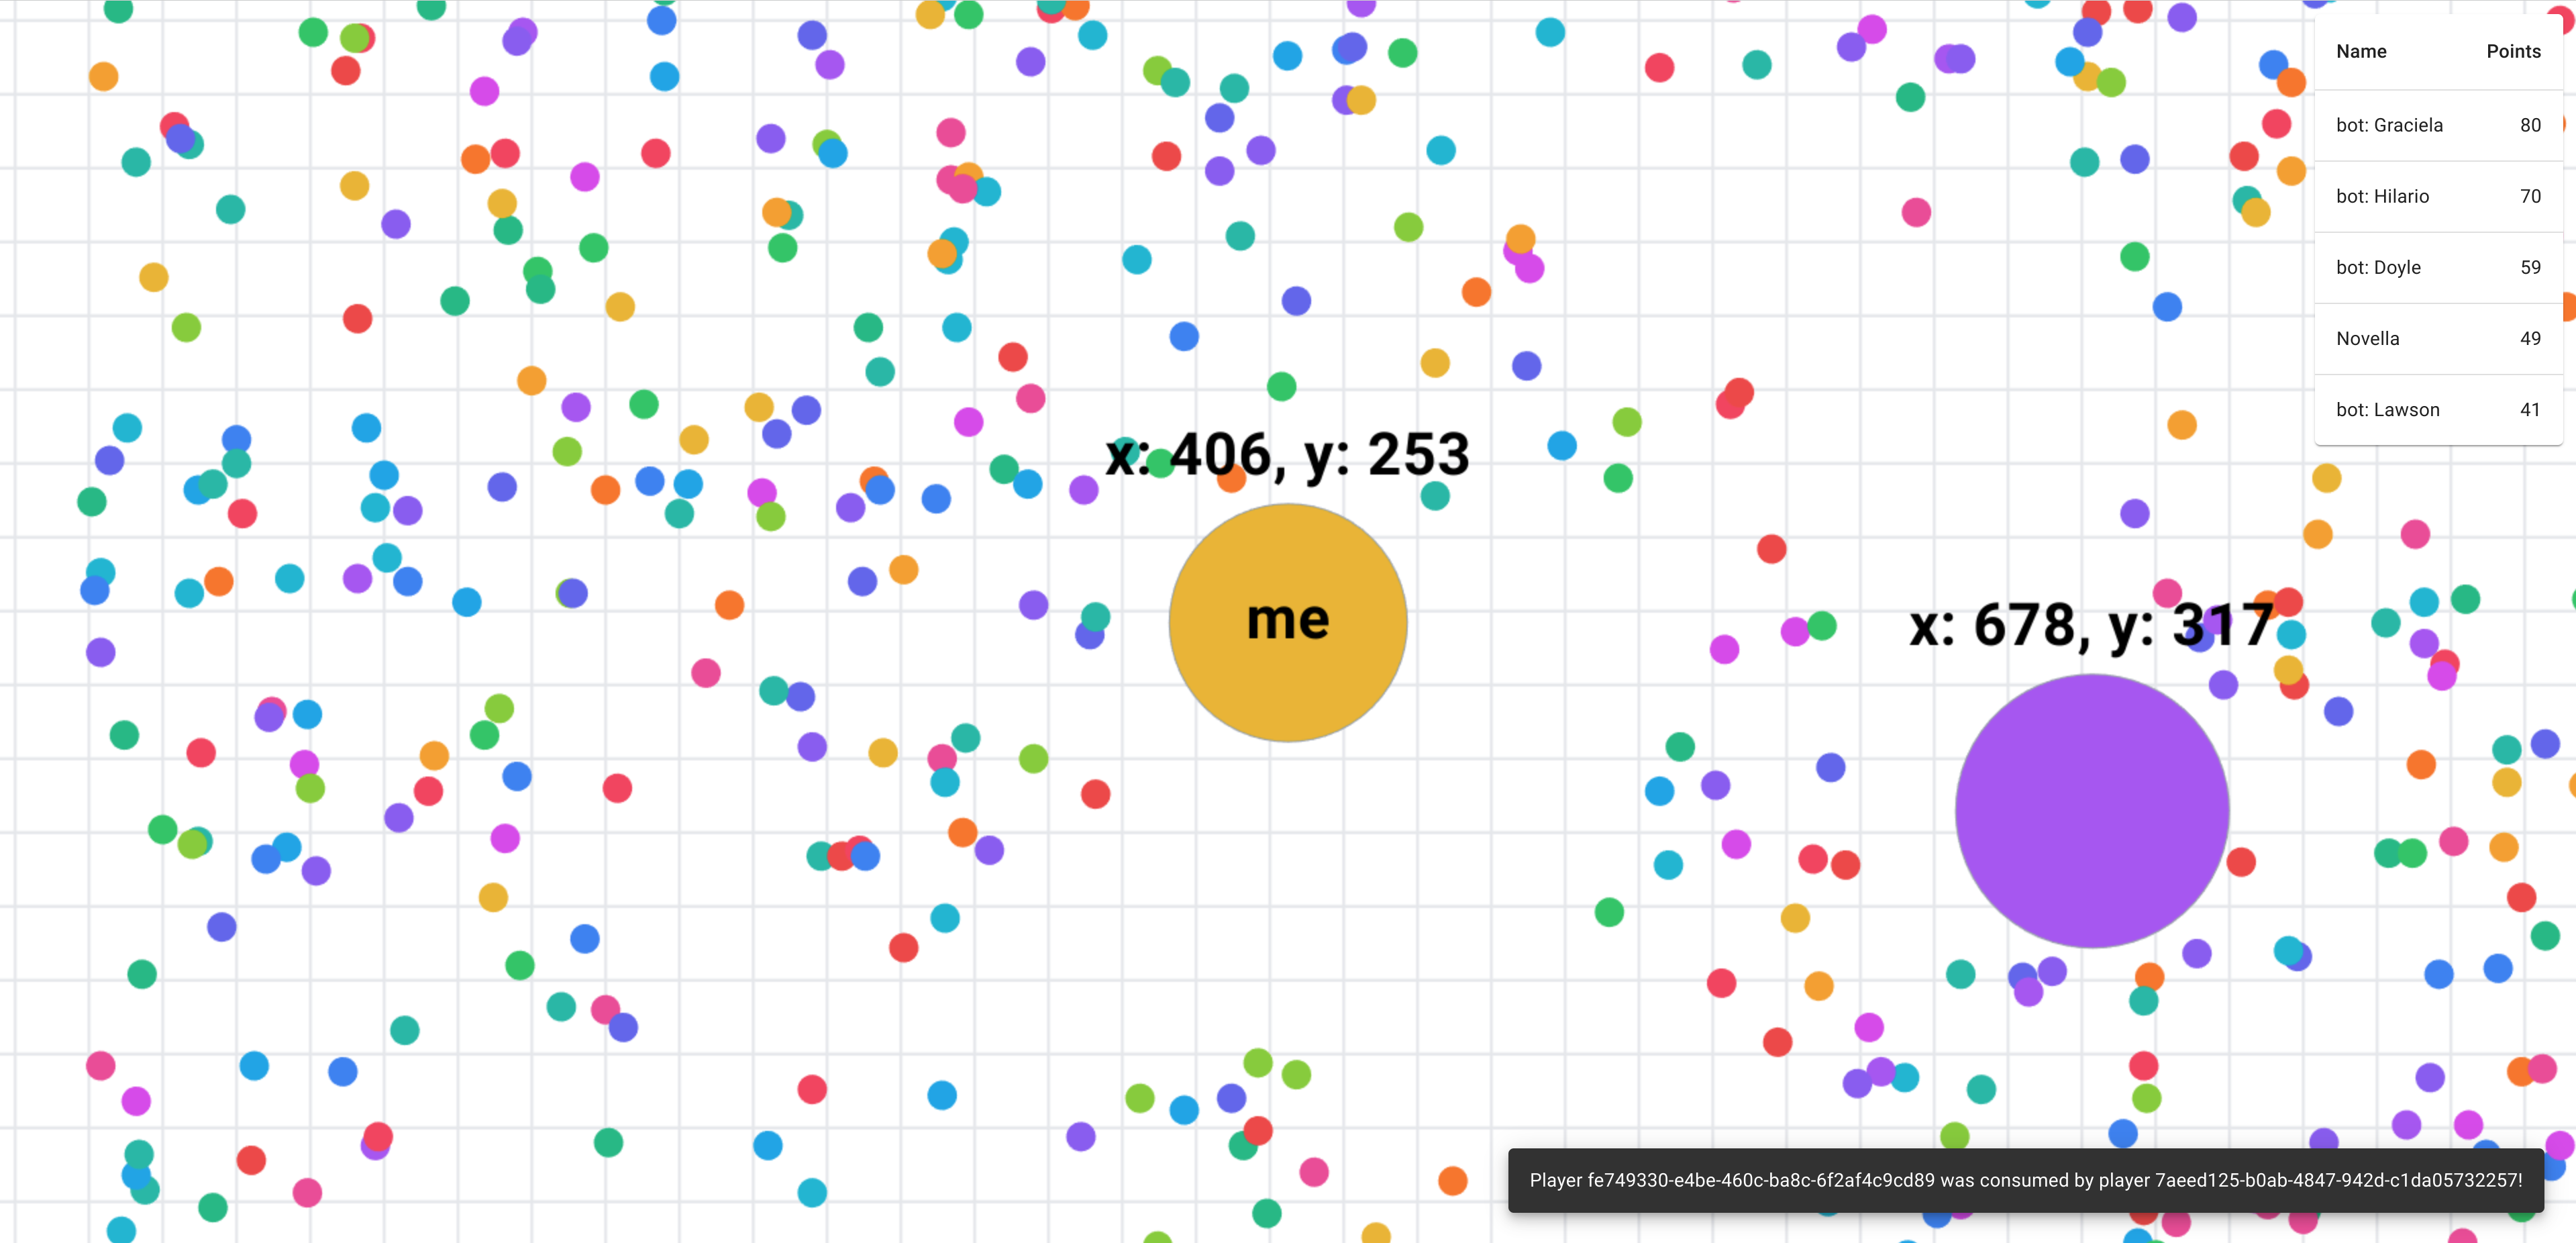 Name Points
bot: Graciela 80
bot: Hilario 70
bot: Doyle 59
Novella 49
bot: Lawson 41
x: 406, y: 253
me
x: 678, y: 317
Player fe749330-e4be-460c-ba8c-6f2af4c9cd89 was consumed by player 7aeed125-b0ab-4847-942d-c1da05732257!